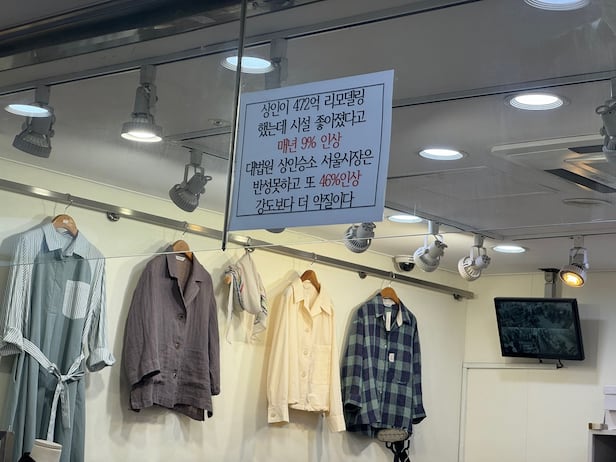 상인이 472억 리모델링
했는데 시설 좋아졌다고
매년 9% 인상
대법원 상인승소 서울시장은
반성못하고 또 46%인상
강도보다 더 악질이다